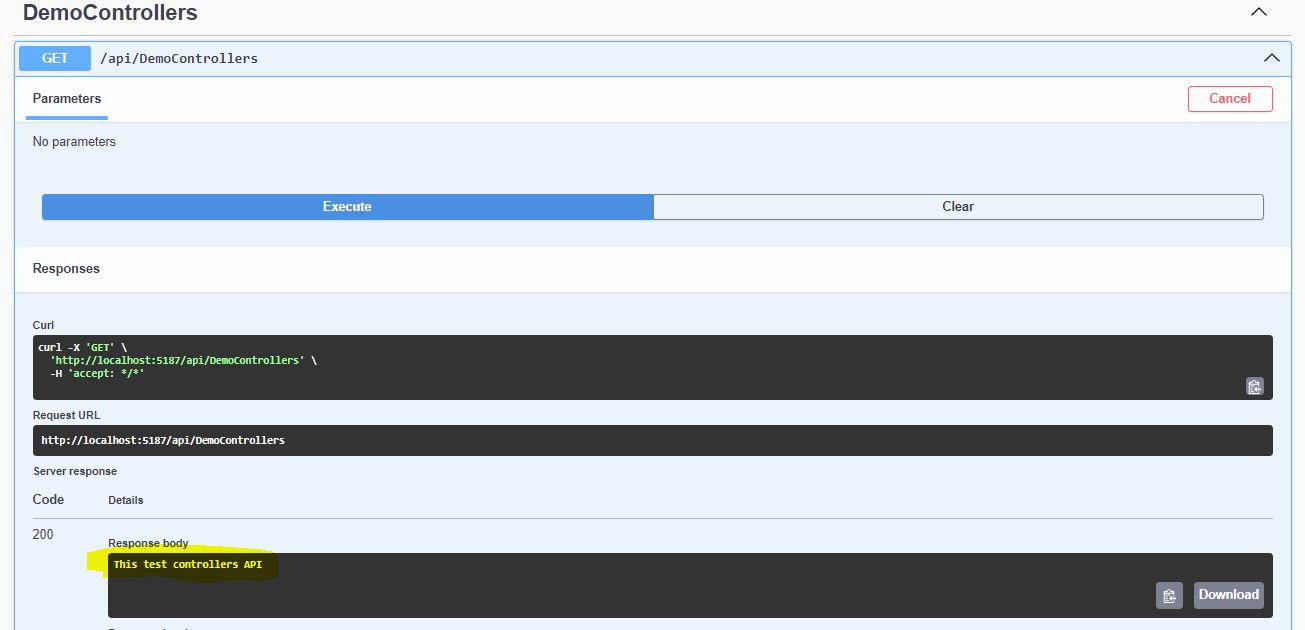 DemoControllers
GET /api/DemoControllers
Parameters
Cancel
No parameters
Execute
Clear
Responses
Curl
curl -X 'GET' \
'http://localhost:5187/api/DemoControllers' \
-H 'accept: */*'
Request URL
http://localhost:5187/api/DemoControllers
Server response
Code
Details
200
Response body
This test controllers API
Download